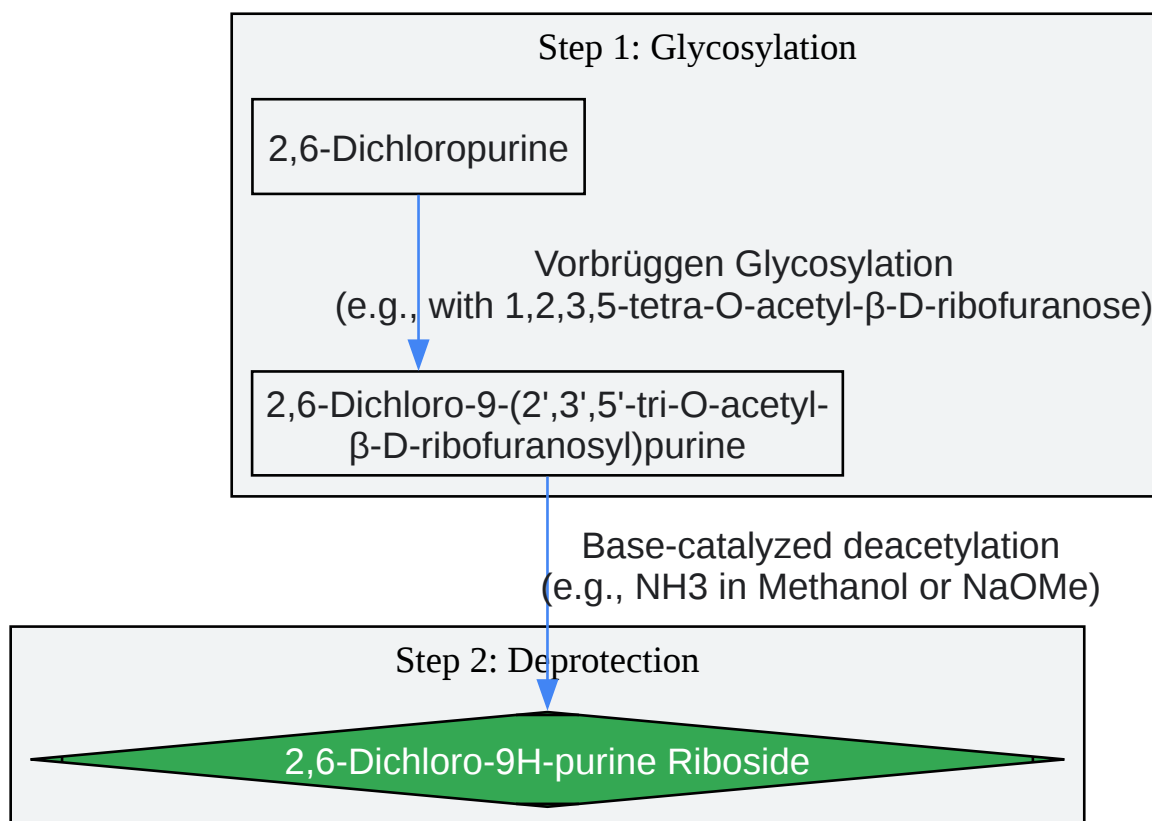 Step 1: Glycosylation
2,6-Dichloropurine
Vorbrüggen Glycosylation
(e.g., with 1,2,3,5-tetra-O-acetyl-β-D-ribofuranose)
2,6-Dichloro-9-(2',3',5'-tri-O-acetyl-
β-D-ribofuranosyl)purine
Base-catalyzed deacetylation
(e.g., NH3 in Methanol or NaOMe)
Step 2: Deprotection
2,6-Dichloro-9H-purine Riboside